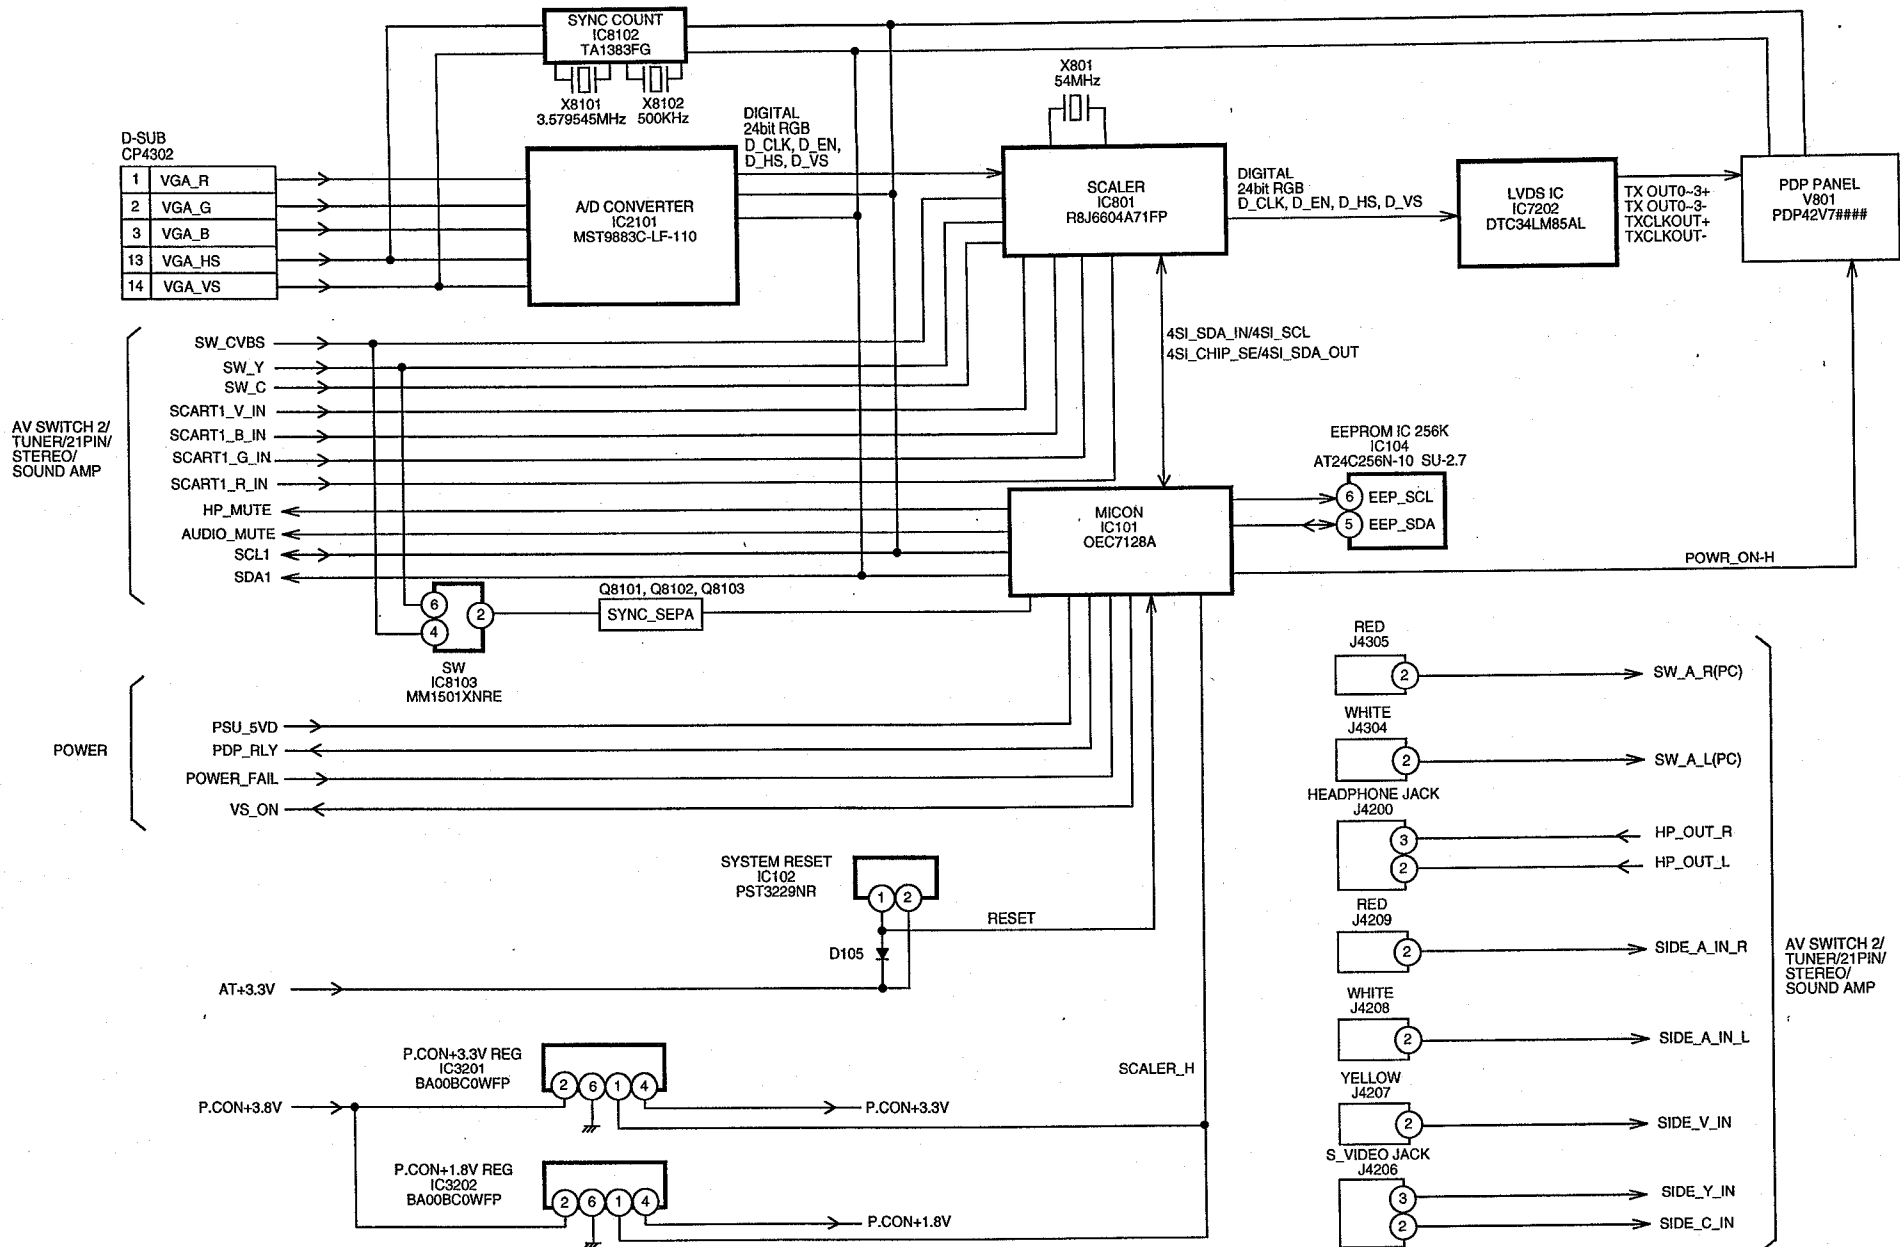 SYNC COUNT
IC8102
TA1383FG
X8101
3.579545MHz
X8102
500KHz
X801
54MHz
D-SUB
CP4302
1 VGA_R
2 VGA_G
3 VGA_B
13 VGA_HS
14 VGA_VS
A/D CONVERTER
IC2101
MST9883C-LF-110
DIGITAL
24bit RGB
D_CLK, D_EN,
D_HS, D_VS
SCALER
IC801
R8J6604A71FP
DIGITAL
24bit RGB
D_CLK, D_EN, D_HS, D_VS
LVDS IC
IC7202
DTC34LM85AL
TX OUT0~3+
TX OUT0~3-
TXCLKOUT+
TXCLKOUT-
PDP PANEL
V801
PDP42V7####
AV SWITCH 2/
TUNER/21PIN/
STEREO/
SOUND AMP
SW_CVBS
SW_Y
SW_C
SCART1_V_IN
SCART1_B_IN
SCART1_G_IN
SCART1_R_IN
HP_MUTE
AUDIO_MUTE
SCL1
SDA1
4SI_SDA_IN/4SI_SCL
4SI_CHIP_SE/4SI_SDA_OUT
EEPROM IC 256K
IC104
AT24C256N-10 SU-2.7
6 EEP_SCL
5 EEP_SDA
MICON
IC101
OEC7128A
POWR_ON-H
6
4
2
SW
IC8103
MM1501XNRE
Q8101, Q8102, Q8103
SYNC_SEPA
POWER
PSU_5VD
PDP_RLY
POWER_FAIL
VS_ON
SYSTEM RESET
IC102
PST3229NR
1 2
RESET
D105
AT+3.3V
P.CON+3.3V REG
IC3201
BA00BC0WFP
2 6 1 4
P.CON+3.8V
P.CON+3.3V
SCALER_H
P.CON+1.8V REG
IC3202
BA00BC0WFP
2 6 1 4
P.CON+1.8V
RED
J4305
2
SW_A_R(PC)
WHITE
J4304
2
SW_A_L(PC)
HEADPHONE JACK
J4200
3
HP_OUT_R
2
HP_OUT_L
RED
J4209
2
SIDE_A_IN_R
WHITE
J4208
2
SIDE_A_IN_L
YELLOW
J4207
2
SIDE_V_IN
S_VIDEO JACK
J4206
3
SIDE_Y_IN
2
SIDE_C_IN
AV SWITCH 2/
TUNER/21PIN/
STEREO/
SOUND AMP